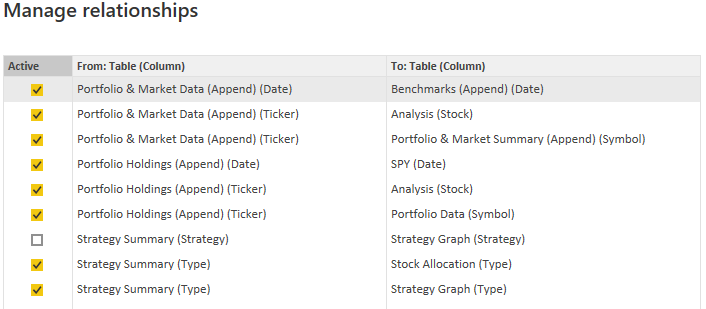 Manage relationships
Active From: Table (Column) To: Table (Column)
Portfolio & Market Data (Append) (Date) Benchmarks (Append) (Date)
Portfolio & Market Data (Append) (Ticker) Analysis (Stock)
Portfolio & Market Data (Append) (Ticker) Portfolio & Market Summary (Append) (Symbol)
Portfolio Holdings (Append) (Date) SPY (Date)
Portfolio Holdings (Append) (Ticker) Analysis (Stock)
Portfolio Holdings (Append) (Ticker) Portfolio Data (Symbol)
Strategy Summary (Strategy) Strategy Graph (Strategy)
Strategy Summary (Type) Stock Allocation (Type)
Strategy Summary (Type) Strategy Graph (Type)